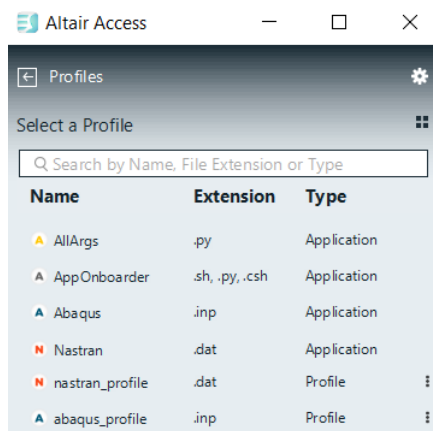 Altair Access
Profiles
Select a Profile
Search by Name, File Extension or Type
Name Extension Type
A AllArgs .py Application
A AppOnboarder .sh, .py, .csh Application
A Abaqus .inp Application
N Nastran .dat Application
N nastran_profile .dat Profile
A abaqus_profile .inp Profile